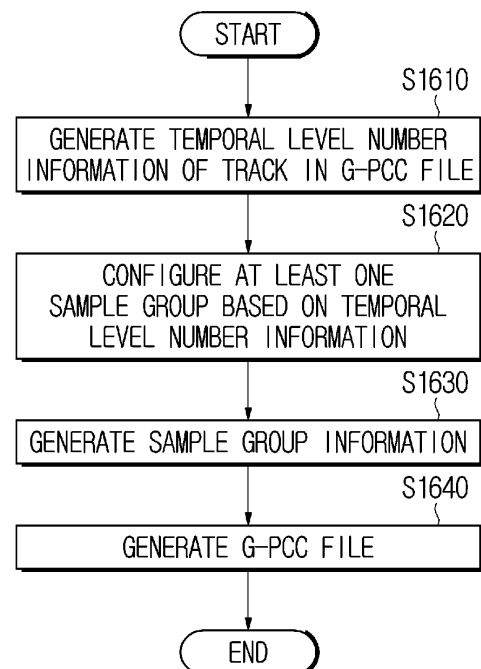 START
S1610
GENERATE TEMPORAL LEVEL NUMBER
INFORMATION OF TRACK IN G-PCC FILE
S1620
CONFIGURE AT LEAST ONE
SAMPLE GROUP BASED ON TEMPORAL
LEVEL NUMBER INFORMATION
S1630
GENERATE SAMPLE GROUP INFORMATION
S1640
GENERATE G-PCC FILE
END